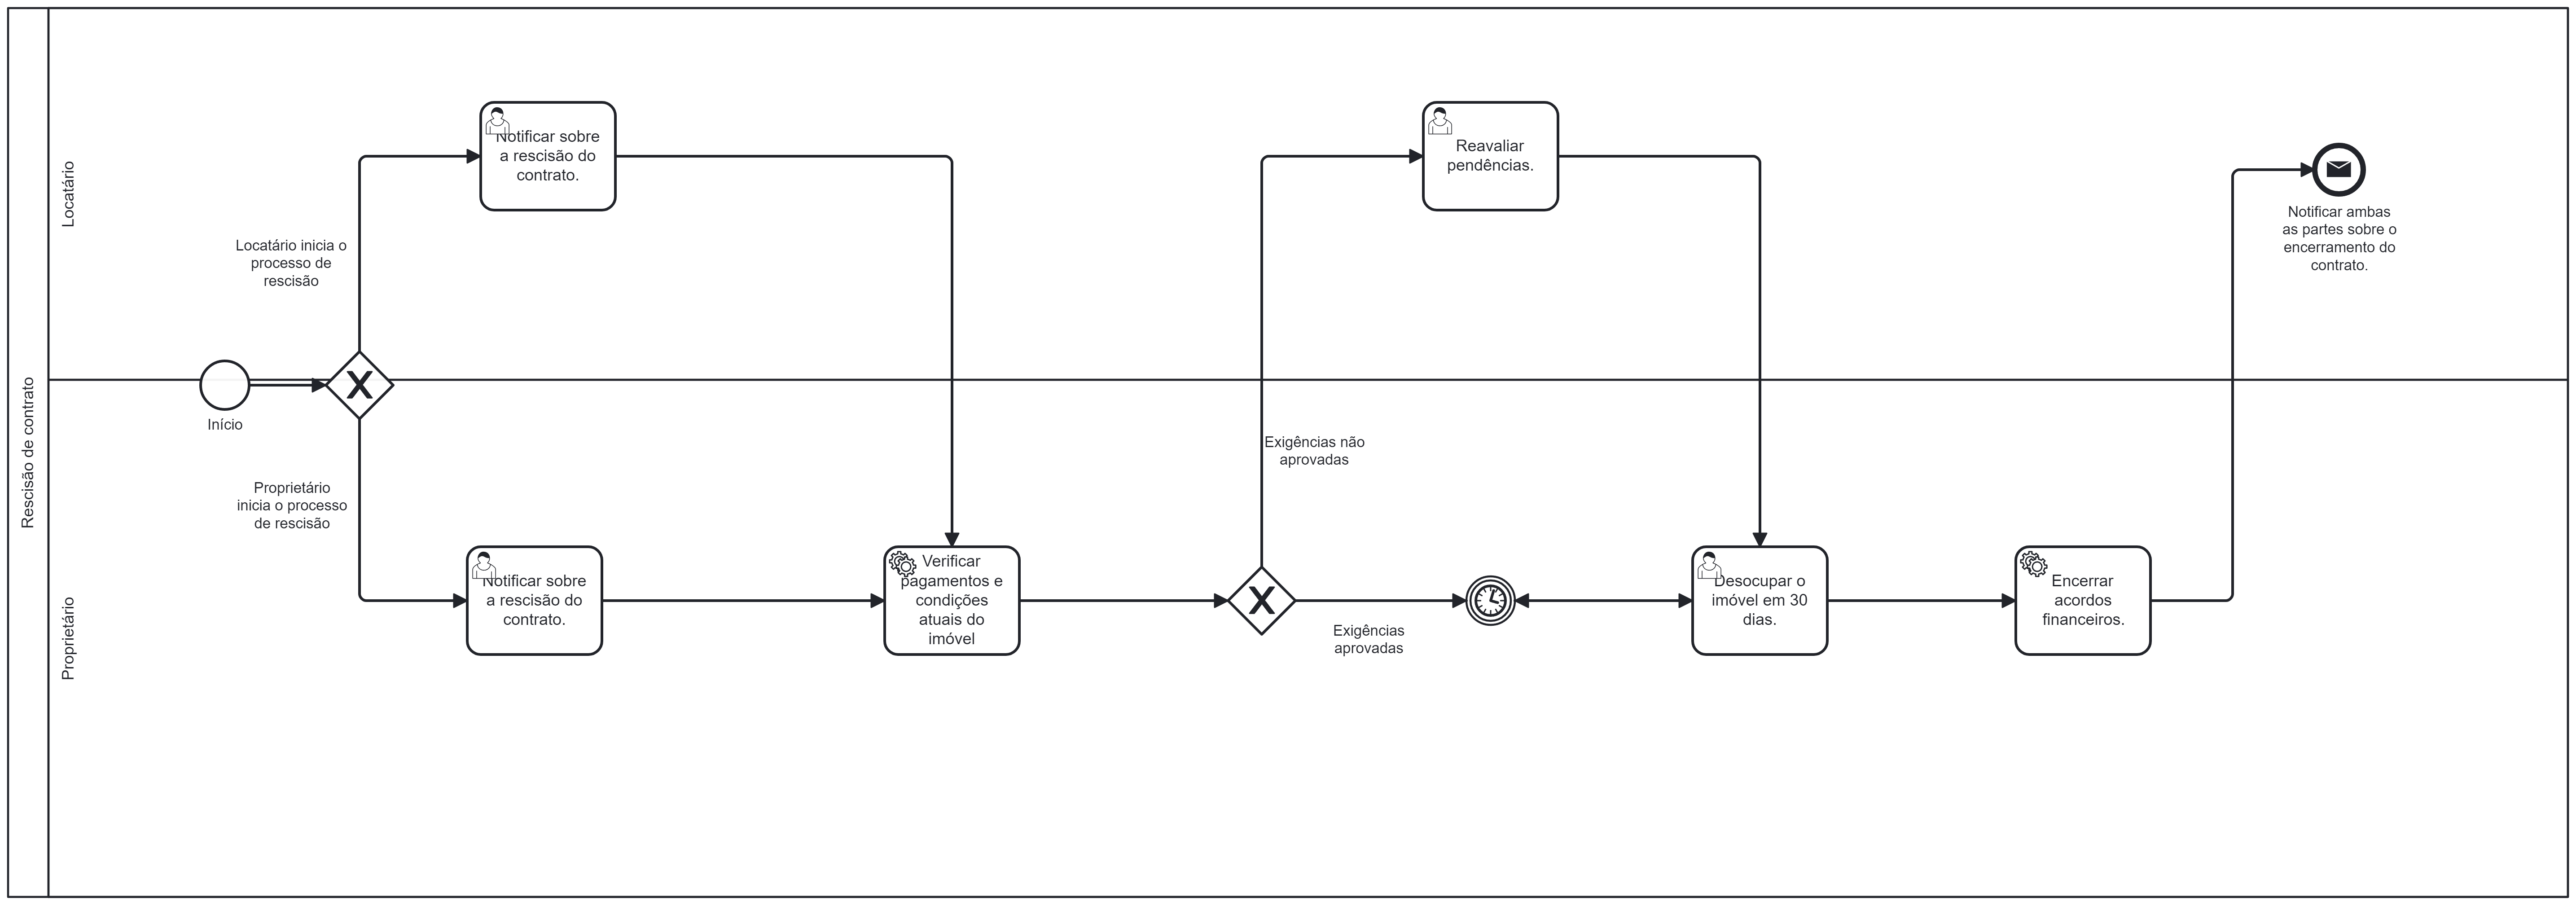 Rescisão de contrato
Locatário
Proprietário
Início
Locatário inicia o
processo de
rescisão
Proprietário
inicia o processo
de rescisão
Notificar sobre
a rescisão do
contrato.
Notificar sobre
a rescisão do
contrato.
Verificar
pagamentos e
condições
atuais do
imóvel
Exigências não
aprovadas
Exigências
aprovadas
Reavaliar
pendências.
Desocupar o
imóvel em 30
dias.
Encerrar
acordos
financeiros.
Notificar ambas
as partes sobre o
encerramento do
contrato.